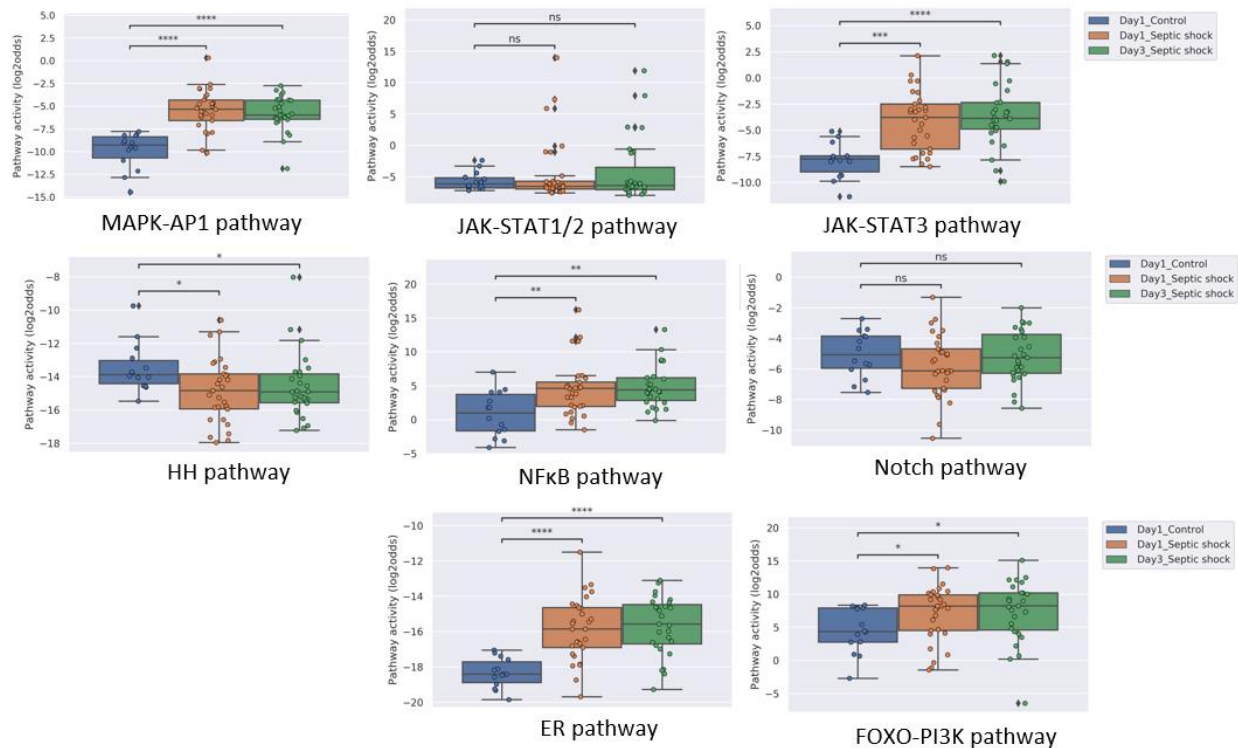 5.0
2.5
0.0
−2.5
−5.0
−7.5
−10.0
−12.5
−15.0
Pathway activity (log2odds)
****
****
MAPK-AP1 pathway
20
15
10
5
0
−5
Pathway activity (log2odds)
ns
ns
JAK-STAT1/2 pathway
5.0
2.5
0.0
−2.5
−5.0
−7.5
−10.0
Pathway activity (log2odds)
****
***
JAK-STAT3 pathway
Day1_Control
Day1_Septic shock
Day3_Septic shock
−8
−10
−12
−14
−16
−18
Pathway activity (log2odds)
*
*
HH pathway
20
15
10
5
0
−5
Pathway activity (log2odds)
**
**
NFκB pathway
0
−2
−4
−6
−8
−10
Pathway activity (log2odds)
ns
ns
Notch pathway
Day1_Control
Day1_Septic shock
Day3_Septic shock
−10
−12
−14
−16
−18
−20
Pathway activity (log2odds)
****
****
ER pathway
20
15
10
5
0
−5
Pathway activity (log2odds)
*
*
FOXO-PI3K pathway
Day1_Control
Day1_Septic shock
Day3_Septic shock